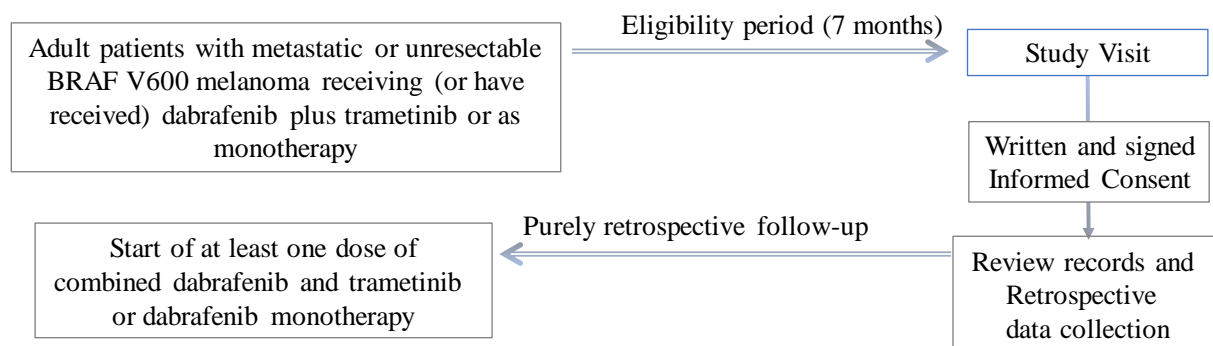 Adult patients with metastatic or unresectable
BRAF V600 melanoma receiving (or have
received) dabrafenib plus trametinib or as
monotherapy
Eligibility period (7 months)
Study Visit
Written and signed
Informed Consent
Review records and
Retrospective
data collection
Purely retrospective follow-up
Start of at least one dose of
combined dabrafenib and trametinib
or dabrafenib monotherapy